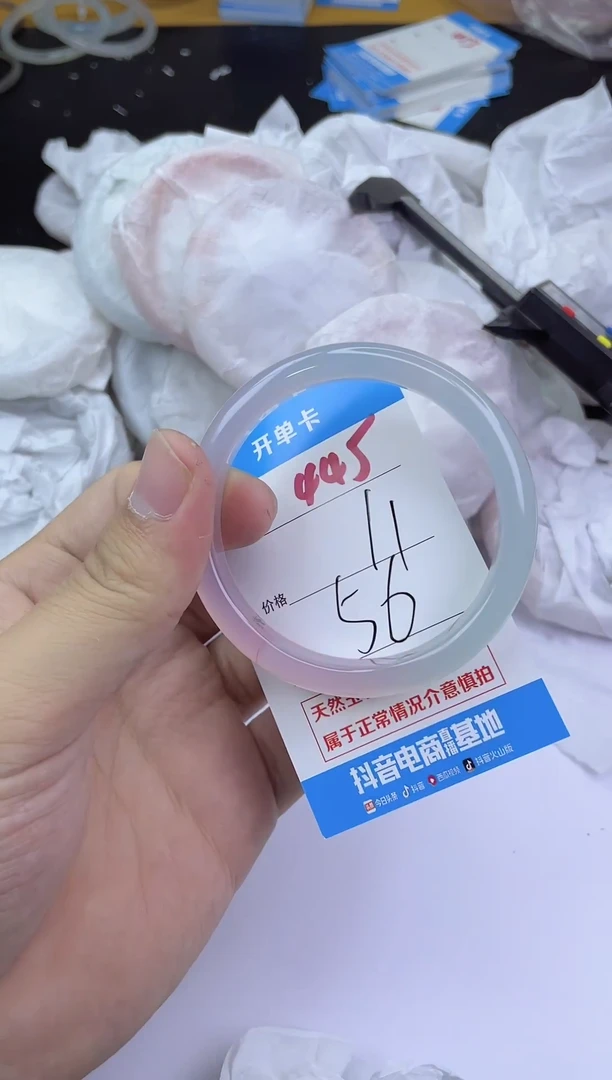 开单卡
445
11
价格
56
天然
属于正常情况介意慎拍
抖音电商直播基地
今日头条 抖音 西瓜视频 抖音火山版